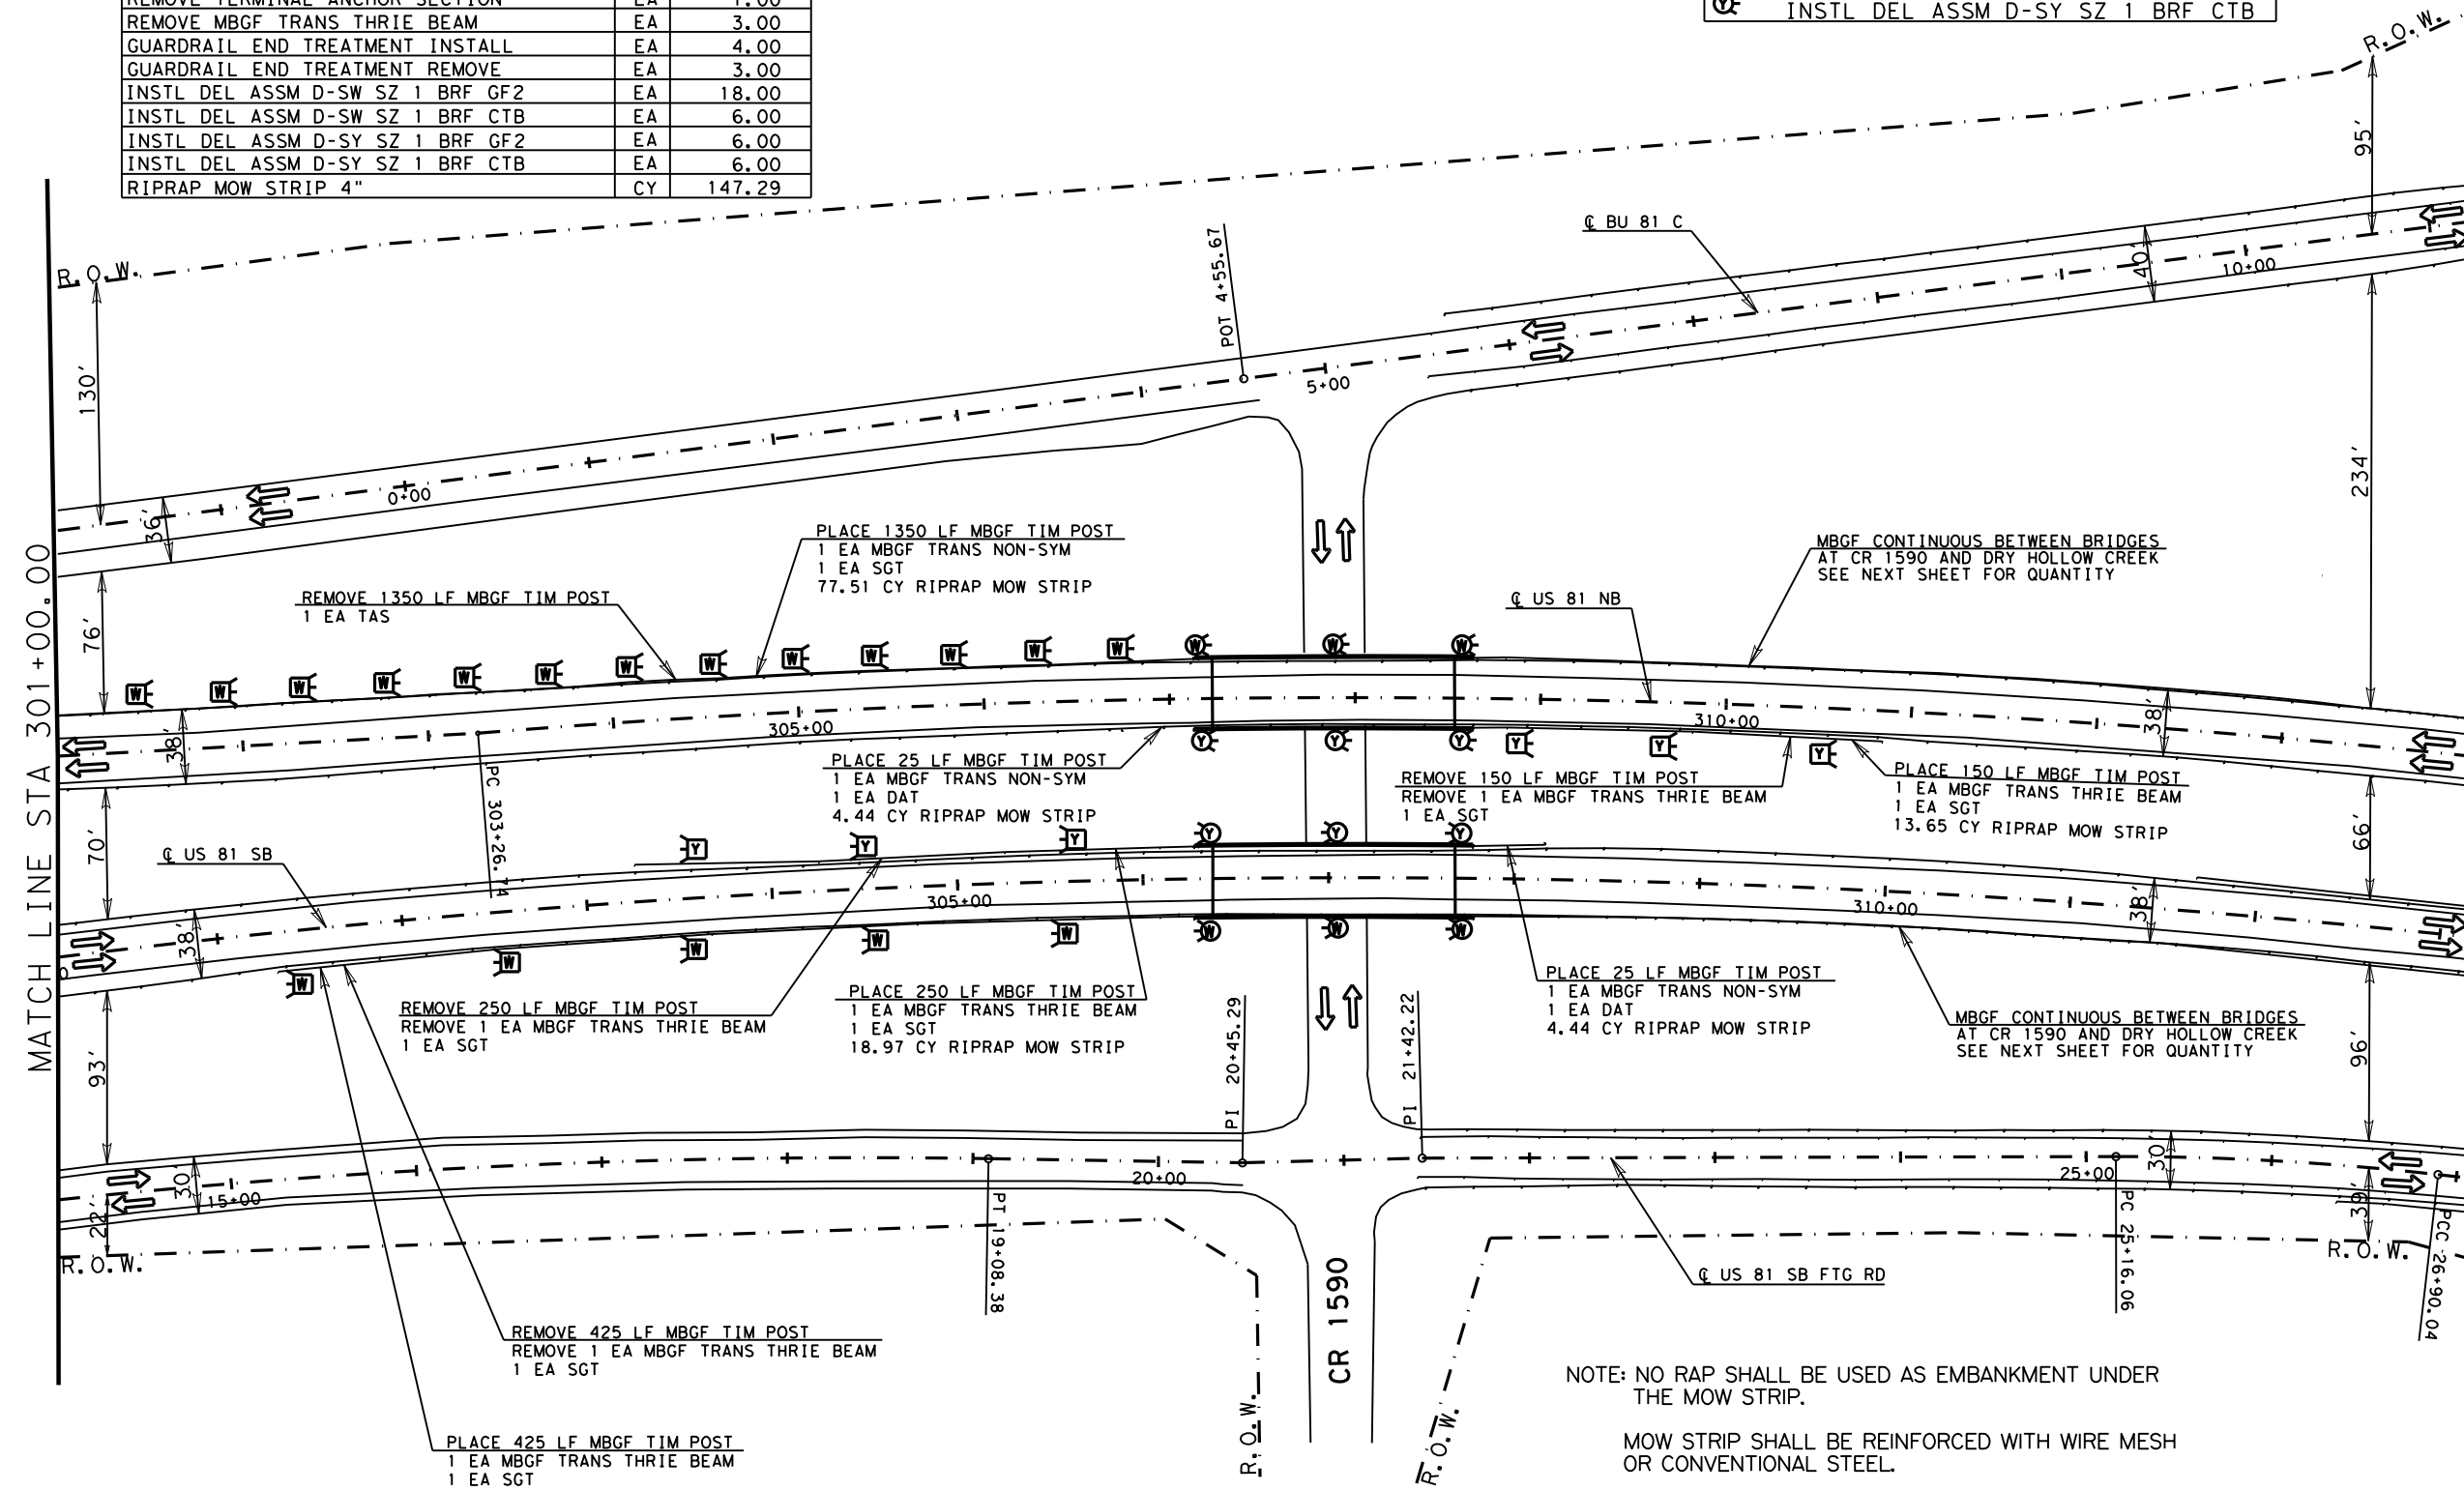 REMOVE TERMINAL ANCHOR SECTION EA 1.00
REMOVE MBGF TRANS THRIE BEAM EA 3.00
GUARDRAIL END TREATMENT INSTALL EA 4.00
GUARDRAIL END TREATMENT REMOVE EA 3.00
INSTL DEL ASSM D-SW SZ 1 BRF GF2 EA 18.00
INSTL DEL ASSM D-SW SZ 1 BRF CTB EA 6.00
INSTL DEL ASSM D-SY SZ 1 BRF GF2 EA 6.00
INSTL DEL ASSM D-SY SZ 1 BRF CTB EA 6.00
RIPRAP MOW STRIP 4" CY 147.29
Y INSTL DEL ASSM D-SY SZ 1 BRF CTB
R.O.W.
95'
R.O.W.
130'
POT 4+55.67
℄ BU 81 C
40'
10+00
5+00
0+00
36'
234'
MATCH LINE STA 301+00.00
76'
REMOVE 1350 LF MBGF TIM POST
1 EA TAS
PLACE 1350 LF MBGF TIM POST
1 EA MBGF TRANS NON-SYM
1 EA SGT
77.51 CY RIPRAP MOW STRIP
℄ US 81 NB
MBGF CONTINUOUS BETWEEN BRIDGES
AT CR 1590 AND DRY HOLLOW CREEK
SEE NEXT SHEET FOR QUANTITY
W W W W W W W W W W W W W W W W
38'
305+00
310+00
38'
Y Y Y Y Y Y
PC 303+26.74
PLACE 25 LF MBGF TIM POST
1 EA MBGF TRANS NON-SYM
1 EA DAT
4.44 CY RIPRAP MOW STRIP
REMOVE 150 LF MBGF TIM POST
REMOVE 1 EA MBGF TRANS THRIE BEAM
1 EA SGT
PLACE 150 LF MBGF TIM POST
1 EA MBGF TRANS THRIE BEAM
1 EA SGT
13.65 CY RIPRAP MOW STRIP
70'
66'
℄ US 81 SB
Y Y Y Y Y Y
38'
305+00
310+00
38'
W W W W W W W W
93'
REMOVE 250 LF MBGF TIM POST
REMOVE 1 EA MBGF TRANS THRIE BEAM
1 EA SGT
PLACE 250 LF MBGF TIM POST
1 EA MBGF TRANS THRIE BEAM
1 EA SGT
18.97 CY RIPRAP MOW STRIP
PI 20+45.29
PI 21+42.22
PLACE 25 LF MBGF TIM POST
1 EA MBGF TRANS NON-SYM
1 EA DAT
4.44 CY RIPRAP MOW STRIP
MBGF CONTINUOUS BETWEEN BRIDGES
AT CR 1590 AND DRY HOLLOW CREEK
SEE NEXT SHEET FOR QUANTITY
96'
30'
15+00
20+00
25+00
30'
22'
39'
R.O.W.
PT 19+08.38
PC 25+16.06
R.O.W.
PCC 26+90.04
℄ US 81 SB FTG RD
CR 1590
R.O.W.
R.O.W.
REMOVE 425 LF MBGF TIM POST
REMOVE 1 EA MBGF TRANS THRIE BEAM
1 EA SGT
PLACE 425 LF MBGF TIM POST
1 EA MBGF TRANS THRIE BEAM
1 EA SGT
NOTE: NO RAP SHALL BE USED AS EMBANKMENT UNDER
THE MOW STRIP.
MOW STRIP SHALL BE REINFORCED WITH WIRE MESH
OR CONVENTIONAL STEEL.